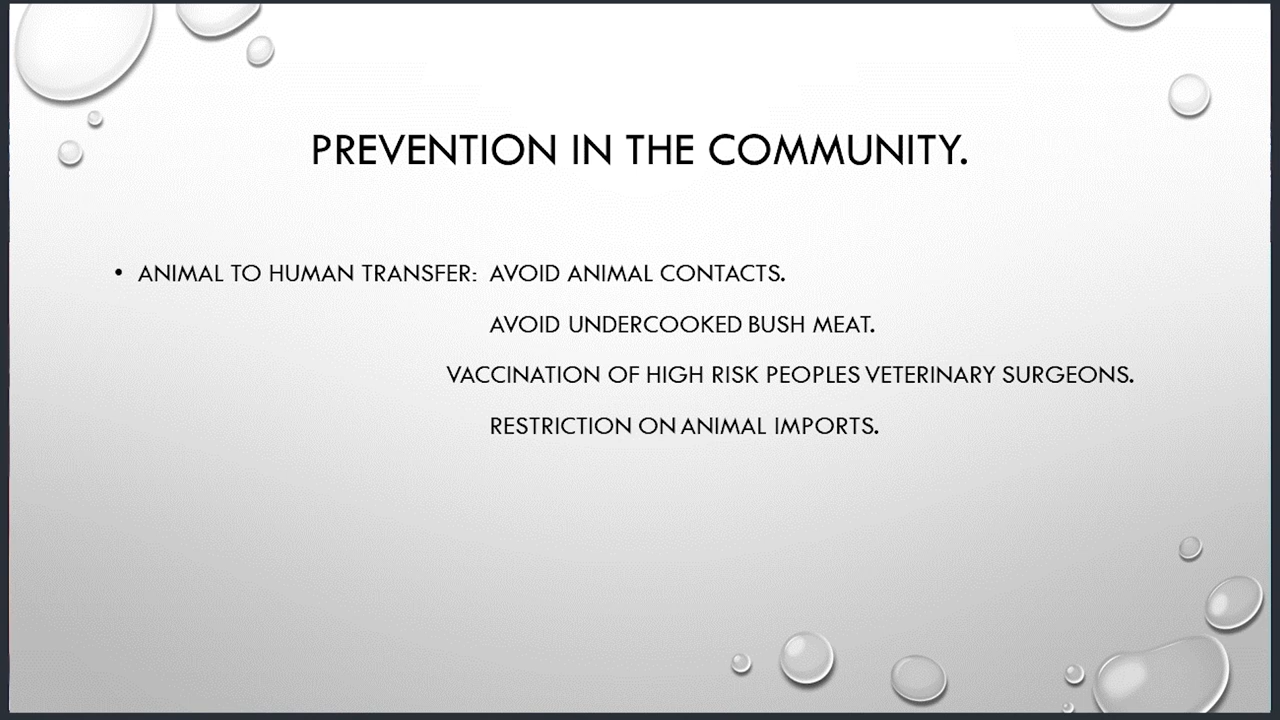 PREVENTION IN THE COMMUNITY.
• ANIMAL TO HUMAN TRANSFER: AVOID ANIMAL CONTACTS.
AVOID UNDERCOOKED BUSH MEAT.
VACCINATION OF HIGH RISK PEOPLES VETERINARY SURGEONS.
RESTRICTION ON ANIMAL IMPORTS.